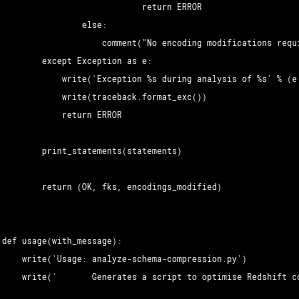 return ERROR
else:
comment("No encoding modifications requi
except Exception as e:
write('Exception %s during analysis of %s' % (e
write(traceback.format_exc())
return ERROR
print_statements(statements)
return (OK, fks, encodings_modified)
def usage(with_message):
write('Usage: analyze-schema-compression.py')
write('       Generates a script to optimise Redshift co